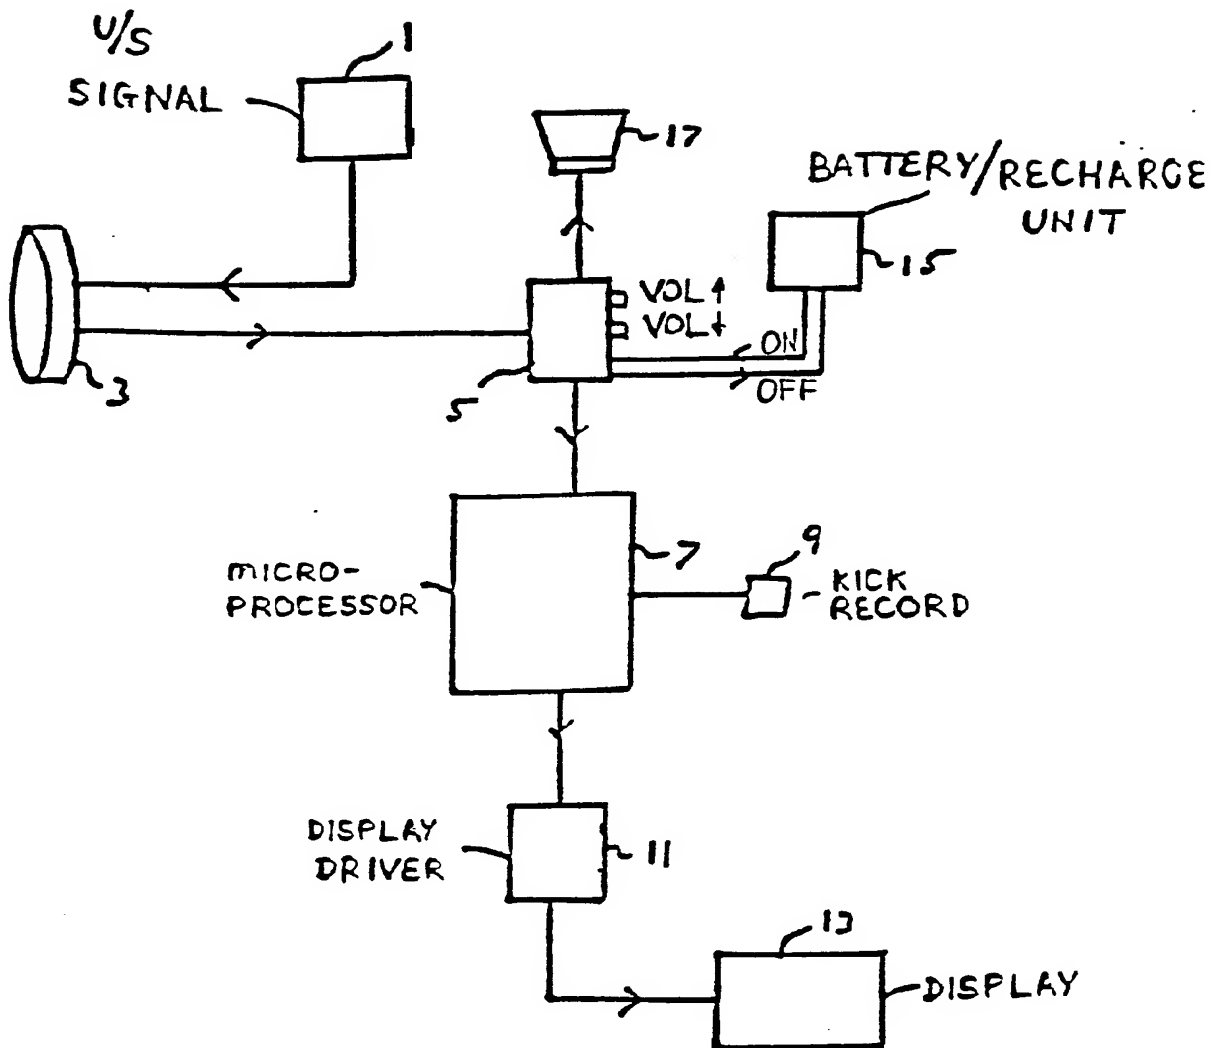 U/S
SIGNAL
1
17
BATTERY/RECHARGE
UNIT
15
VOL↑
VOL↓
ON
OFF
3
5
7
9
MICRO-
PROCESSOR
KICK
RECORD
DISPLAY
DRIVER
11
13
DISPLAY